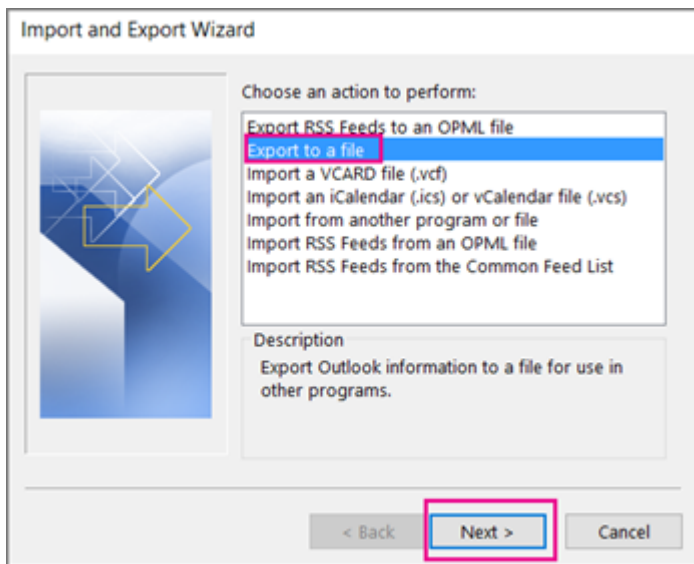 Import and Export Wizard
Choose an action to perform:
Export RSS Feeds to an OPML file
Export to a file
Import a VCARD file (.vcf)
Import an iCalendar (.ics) or vCalendar file (.vcs)
Import from another program or file
Import RSS Feeds from an OPML file
Import RSS Feeds from the Common Feed List
Description
Export Outlook information to a file for use in
other programs.
< Back
Next >
Cancel